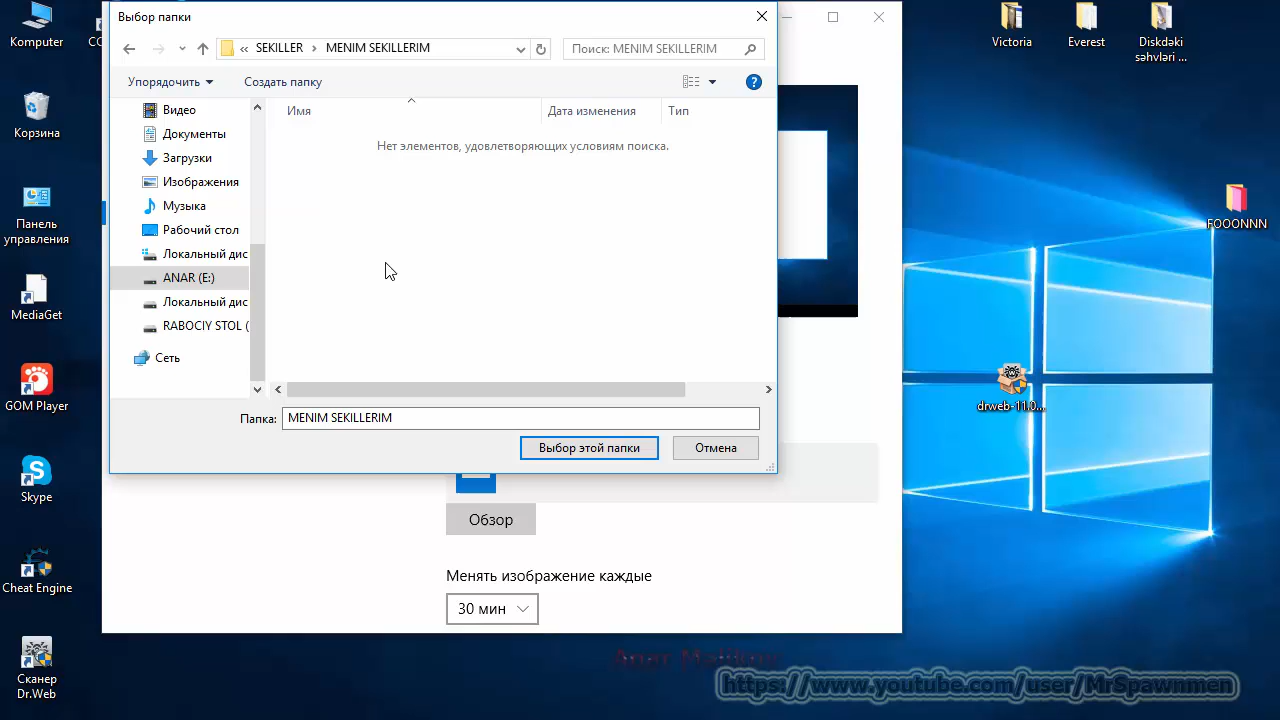 Выбор папки
« SEKILLER › MENIM SEKILLERIM
Поиск: MENIM SEKILLERIM
Упорядочить
Создать папку
Видео
Документы
Загрузки
Изображения
Музыка
Рабочий стол
Локальный дис
ANAR (E:)
Локальный дис
RABOCIY STOL (
Сеть
Имя
Дата изменения
Тип
Нет элементов, удовлетворяющих условиям поиска.
Папка: MENIM SEKILLERIM
Выбор этой папки
Отмена
Обзор
Менять изображение каждые
30 мин
Komputer
Корзина
Панель
управления
MediaGet
GOM Player
Skype
Cheat Engine
Сканер
Dr.Web
Victoria
Everest
Diskdəki
səhvləri ...
FOOONNN
drweb-11.0...
https://www.youtube.com/user/MrSpawnmen